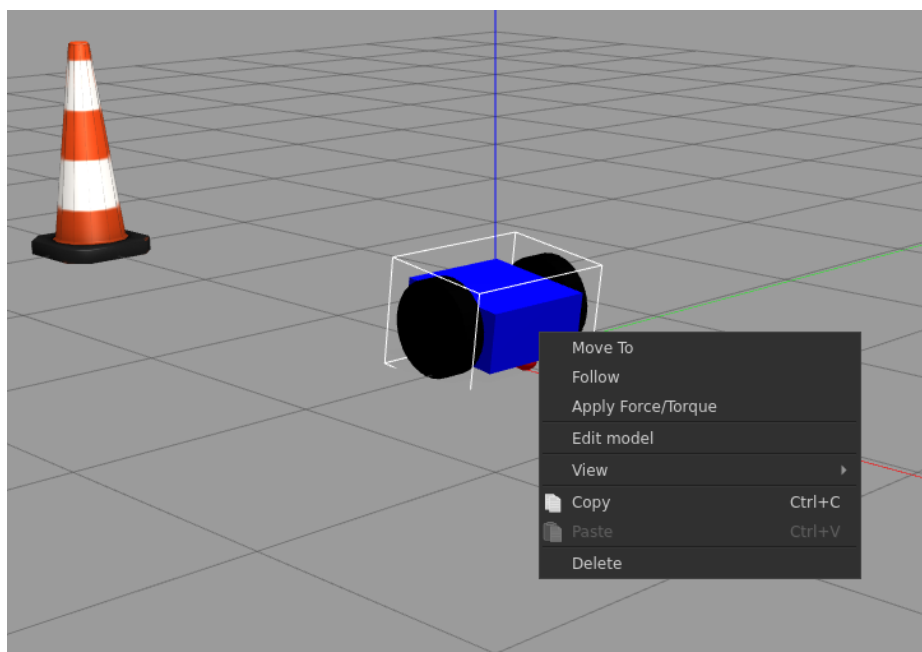 Move To
Follow
Apply Force/Torque
Edit model
View
Copy Ctrl+C
Paste Ctrl+V
Delete